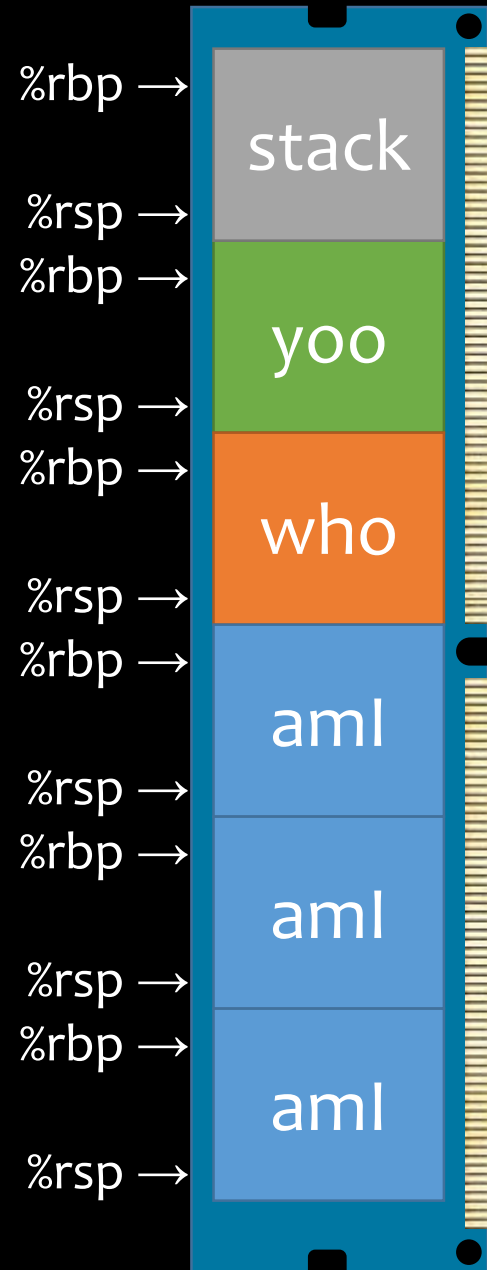 %rbp →
stack
%rsp →
%rbp →
yoo
%rsp →
%rbp →
who
%rsp →
%rbp →
amI
%rsp →
%rbp →
amI
%rsp →
%rbp →
amI
%rsp →